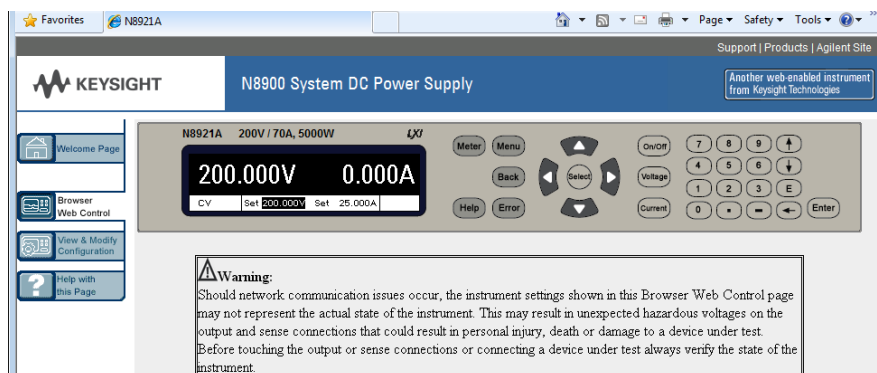 Favorites N8921A Page Safety Tools
Support | Products | Agilent Site
KEYSIGHT N8900 System DC Power Supply
Another web-enabled instrument
from Keysight Technologies
Welcome Page
Browser
Web Control
View & Modify
Configuration
Help with
this Page
N8921A 200V / 70A, 5000W LXI
200.000V 0.000A
CV Set 200.000V Set 25.000A
Meter Menu
Back
Help Error
Select
On/Off
Voltage
Current
7 8 9
4 5 6
1 2 3 E
0 . - Enter
Warning:
Should network communication issues occur, the instrument settings shown in this Browser Web Control page
may not represent the actual state of the instrument. This may result in unexpected hazardous voltages on the
output and sense connections that could result in personal injury, death or damage to a device under test.
Before touching the output or sense connections or connecting a device under test always verify the state of the
instrument.